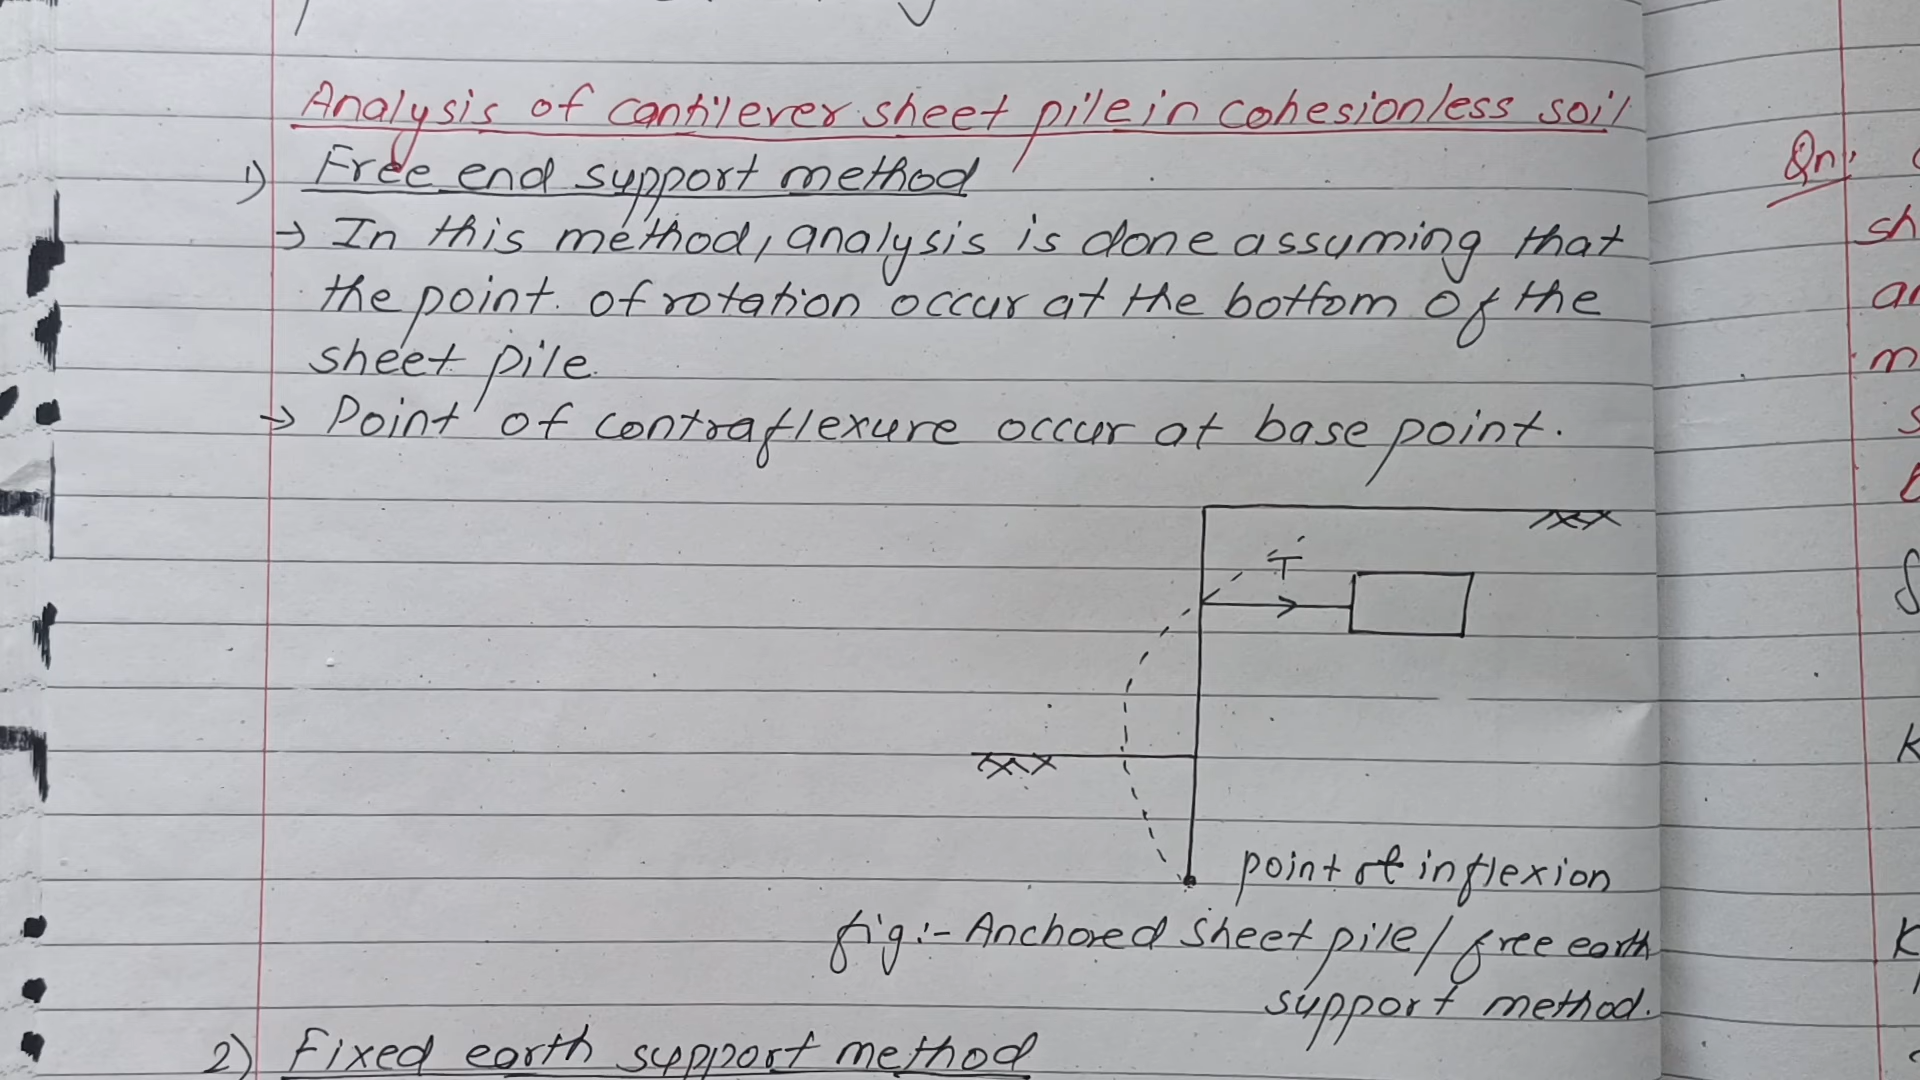 Analysis of cantilever sheet pile in cohesionless soil
1) Free end support method
→ In this method, analysis is done assuming that
the point of rotation occur at the bottom of the
sheet pile.
→ Point of contraflexure occur at base point.
T
point of inflexion
fig:- Anchored sheet pile / free earth
support method.
2) Fixed earth support method
Qn:
sh
an
m
s
K
K